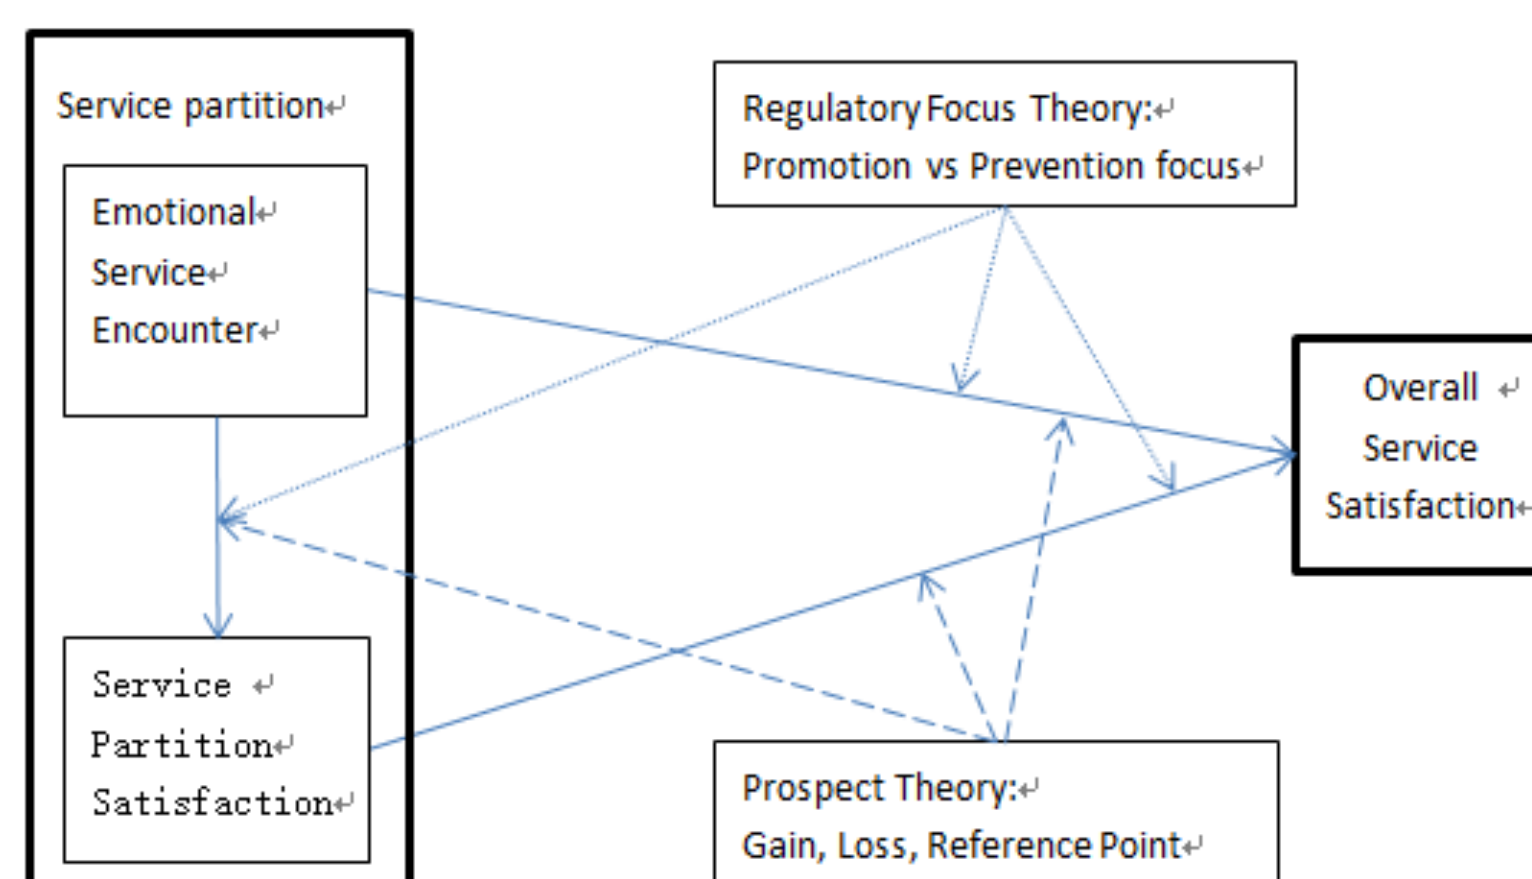 Service partition↵
Emotional↵
Service↵
Encounter↵
Service ↵
Partition↵
Satisfaction↵
Regulatory Focus Theory:↵
Promotion vs Prevention focus↵
Prospect Theory:↵
Gain, Loss, Reference Point↵
Overall ↵
Service
Satisfaction↵